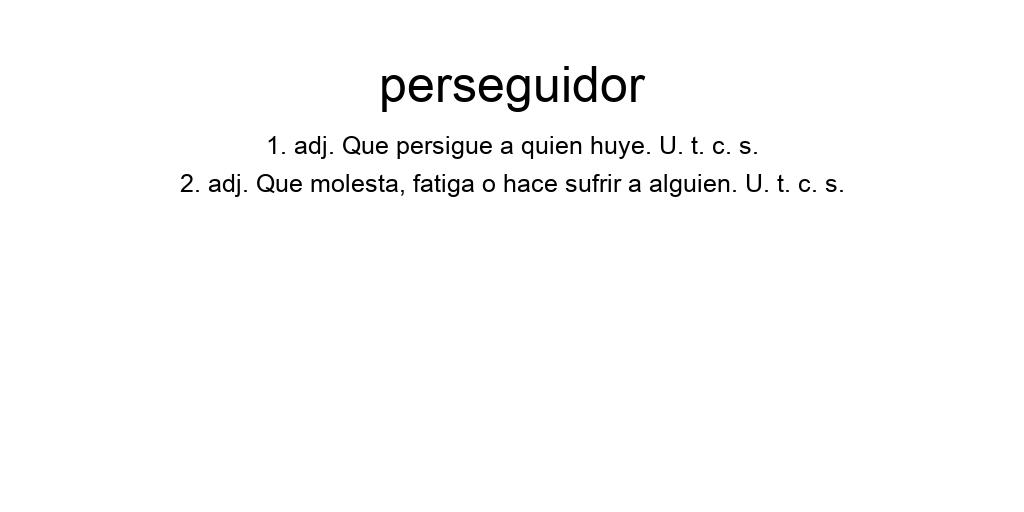 perseguidor
1. adj. Que persigue a quien huye. U. t. c. s.
2. adj. Que molesta, fatiga o hace sufrir a alguien. U. t. c. s.